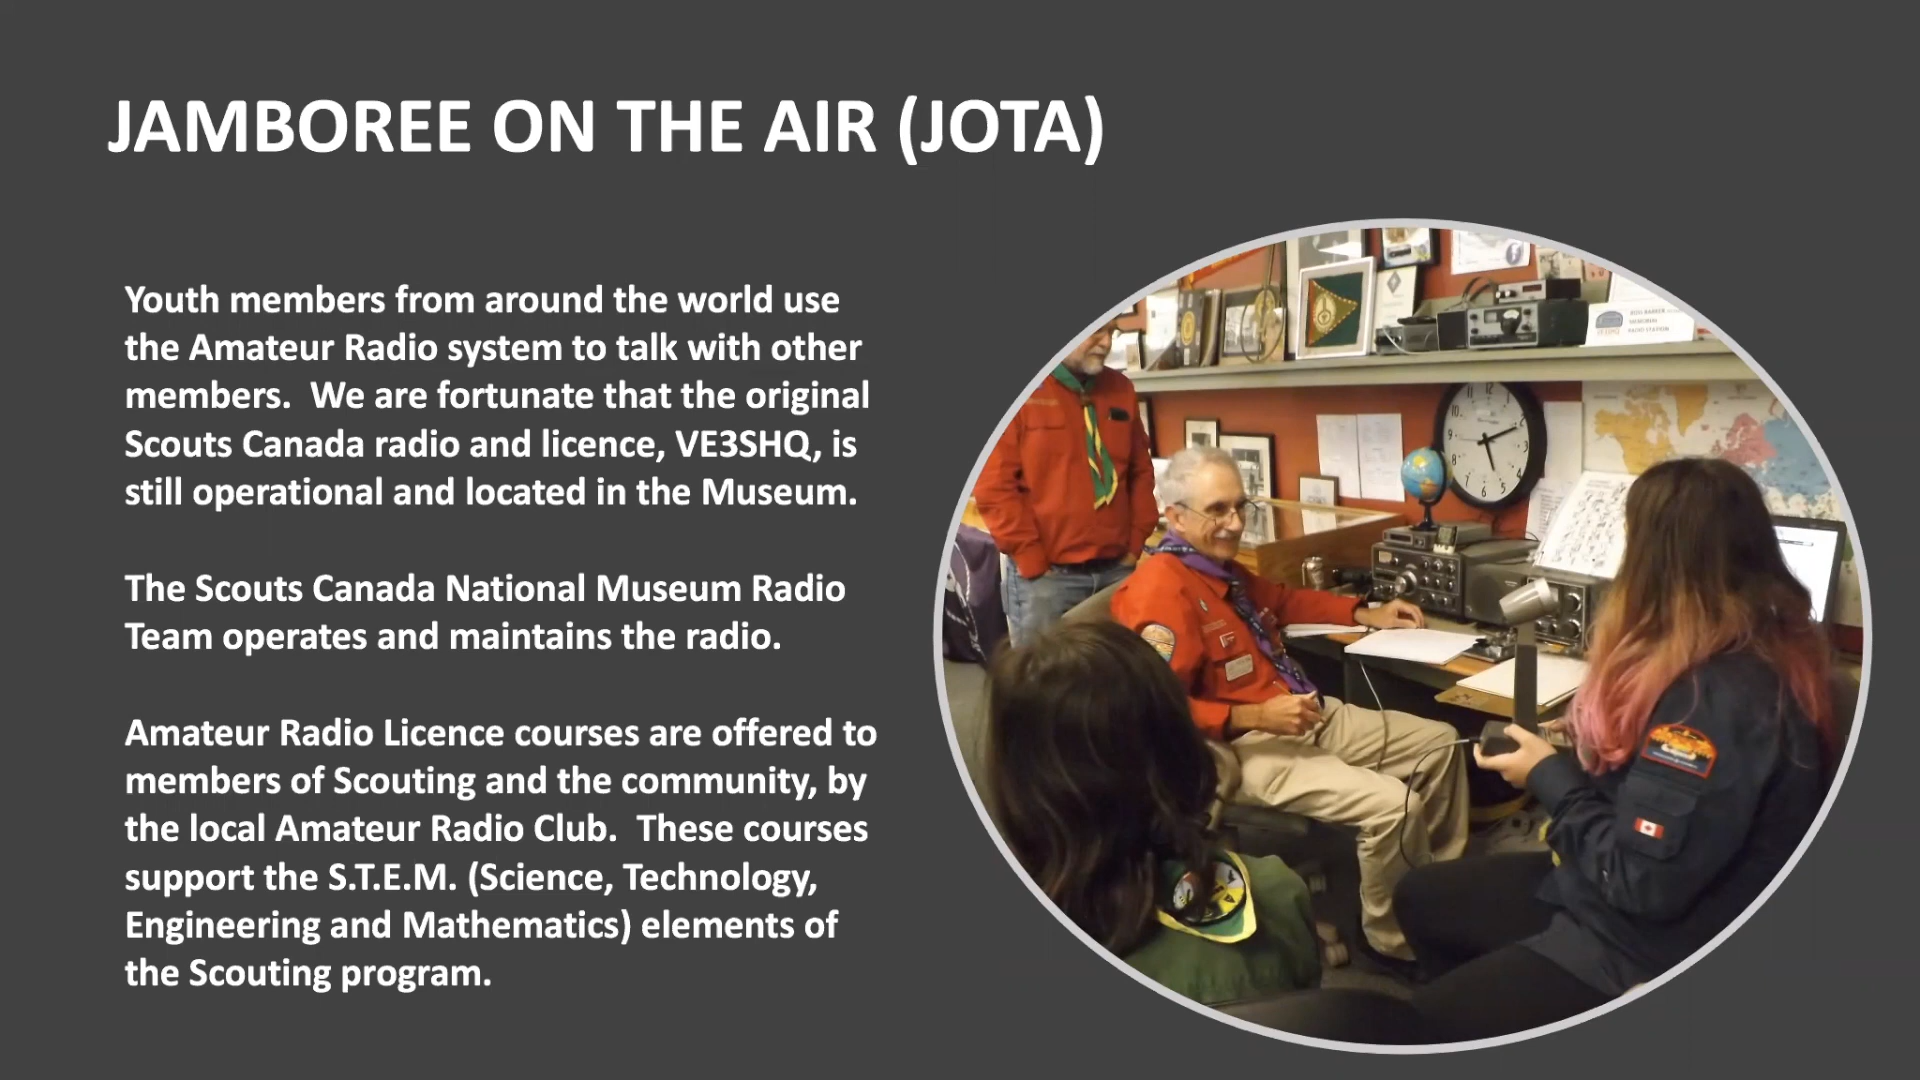 JAMBOREE ON THE AIR (JOTA)
Youth members from around the world use
the Amateur Radio system to talk with other
members.  We are fortunate that the original
Scouts Canada radio and licence, VE3SHQ, is
still operational and located in the Museum.
The Scouts Canada National Museum Radio
Team operates and maintains the radio.
Amateur Radio Licence courses are offered to
members of Scouting and the community, by
the local Amateur Radio Club.  These courses
support the S.T.E.M. (Science, Technology,
Engineering and Mathematics) elements of
the Scouting program.
MEMORIAL
RADIO STATION